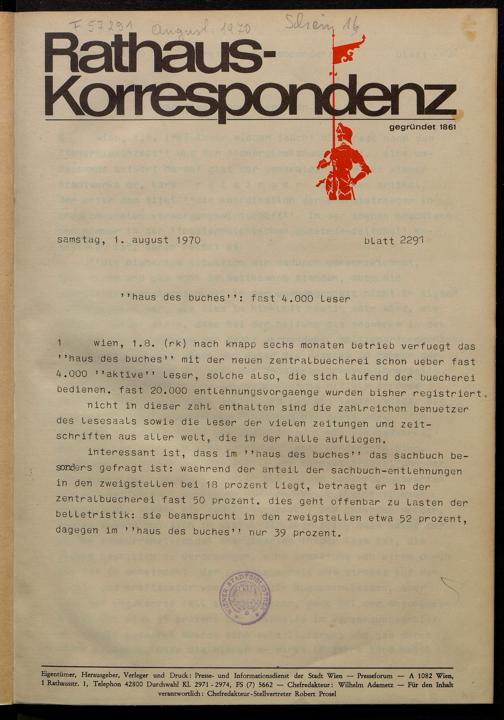 F 57291 August 1970
Rathaus-
Korrespondenz
gegründet 1861
samstag, 1. august 1970 blatt 2291
''haus des buches'': fast 4.000 leser
1 wien, 1.8. (rk) nach knapp sechs monaten betrieb verfuegt das
''haus des buches'' mit der neuen zentralbuecherei schon ueber fast
4.000 ''aktive'' leser, solche also, die sich laufend der buecherei
bedienen. fast 20.000 entlehnungsvorgaenge wurden bisher registriert.
nicht in dieser zahl enthalten sind die zahlreichen benuetzer
des lesesaals sowie die leser der vielen zeitungen und zeit-
schriften aus aller welt, die in der halle aufliegen.
interessant ist, dass im ''haus des buches'' das sachbuch be-
sonders gefragt ist: waehrend der anteil der sachbuch-entlehnungen
in den zweigstellen bei 18 prozent liegt, betraegt er in der
zentralbuecherei fast 50 prozent. dies geht offenbar zu lasten der
belletristik: sie beansprucht in den zweigstellen etwa 52 prozent,
dagegen im ''haus des buches'' nur 39 prozent.
WIENER STADTBIBLIOTHEK
Eigentümer, Herausgeber, Verleger und Druck: Presse- und Informationsdienst der Stadt Wien — Presseforum — A 1082 Wien,
1 Rathausstr. 1, Telephon 42800 Durchwahl Kl. 2971 - 2974, FS (7) 5662 — Chefredakteur: Wilhelm Adametz — Für den Inhalt
verantwortlich: Chefredakteur-Stellvertreter Robert Prosel